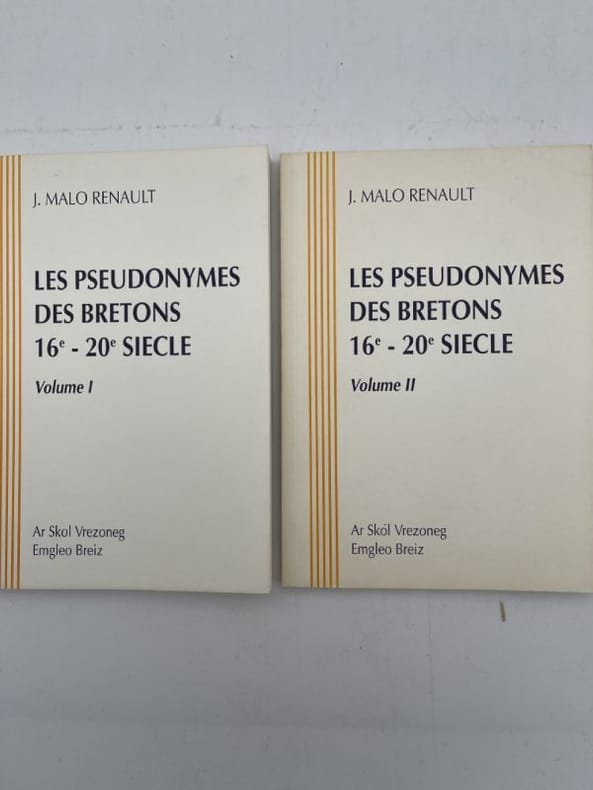 J. MALO RENAULT
LES PSEUDONYMES
DES BRETONS
16e - 20e SIECLE
Volume I
Ar Skol Vrezoneg
Emgleo Breiz
J. MALO RENAULT
LES PSEUDONYMES
DES BRETONS
16e - 20e SIECLE
Volume II
Ar Skól Vrezoneg
Emgleo Breiz